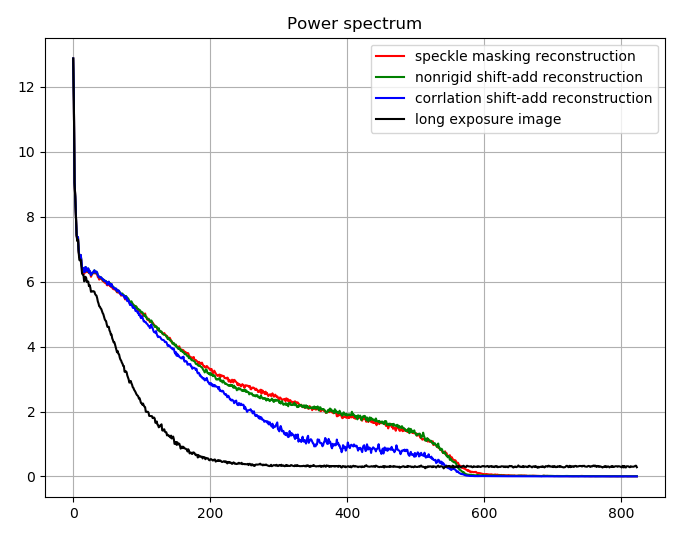 Power spectrum
speckle masking reconstruction
nonrigid shift-add reconstruction
corrlation shift-add reconstruction
long exposure image
12
10
8
6
4
2
0
0 200 400 600 800